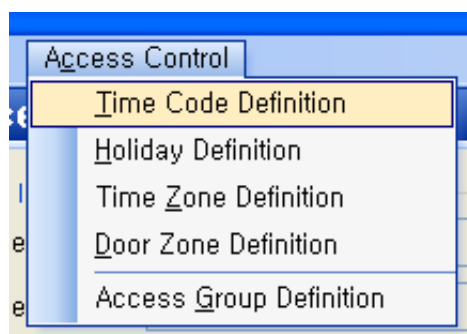 Access Control
Time Code Definition
Holiday Definition
Time Zone Definition
Door Zone Definition
Access Group Definition